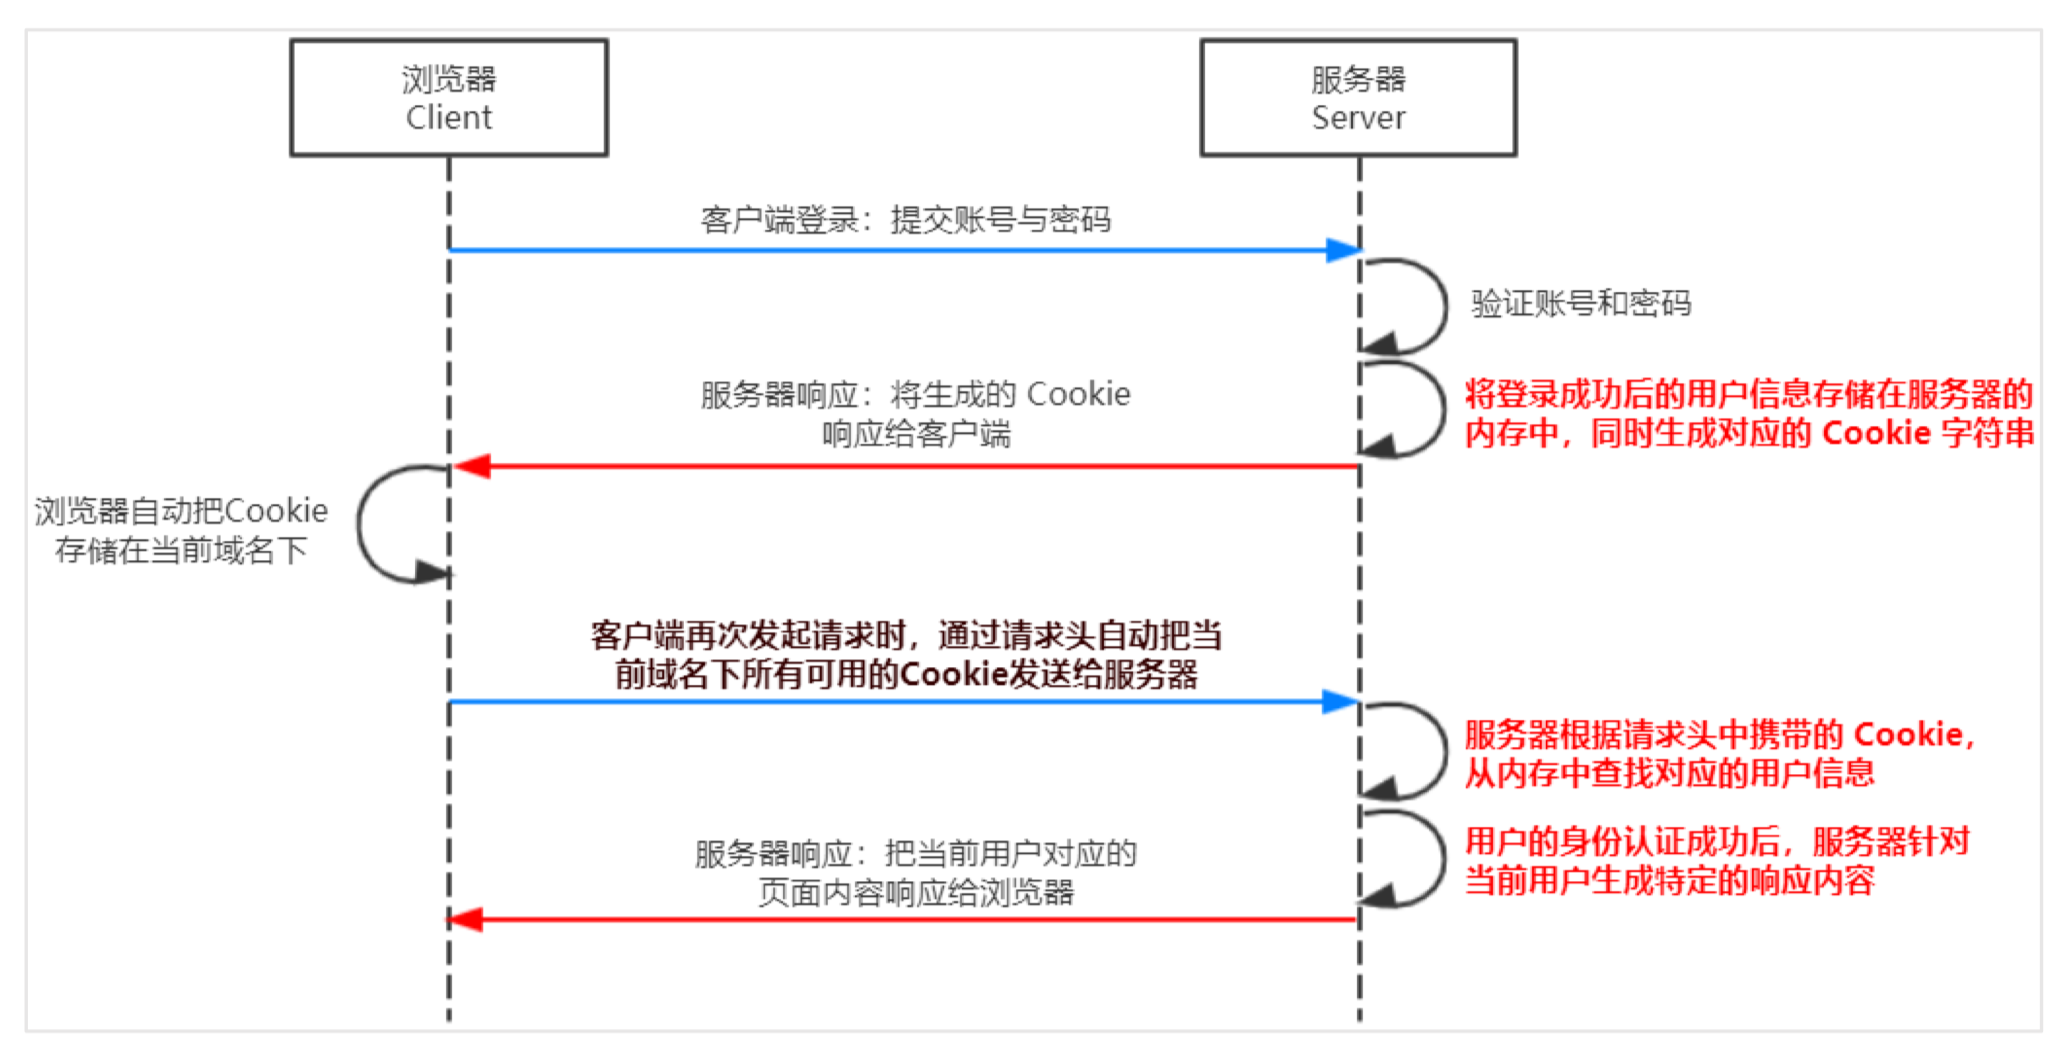 浏览器
Client
服务器
Server
客户端登录：提交账号与密码
验证账号和密码
服务器响应：将生成的 Cookie
响应给客户端
将登录成功后的用户信息存储在服务器的
内存中，同时生成对应的 Cookie 字符串
浏览器自动把Cookie
存储在当前域名下
客户端再次发起请求时，通过请求头自动把当
前域名下所有可用的Cookie发送给服务器
服务器根据请求头中携带的 Cookie，
从内存中查找对应的用户信息
用户的身份认证成功后，服务器针对
当前用户生成特定的响应内容
服务器响应：把当前用户对应的
页面内容响应给浏览器